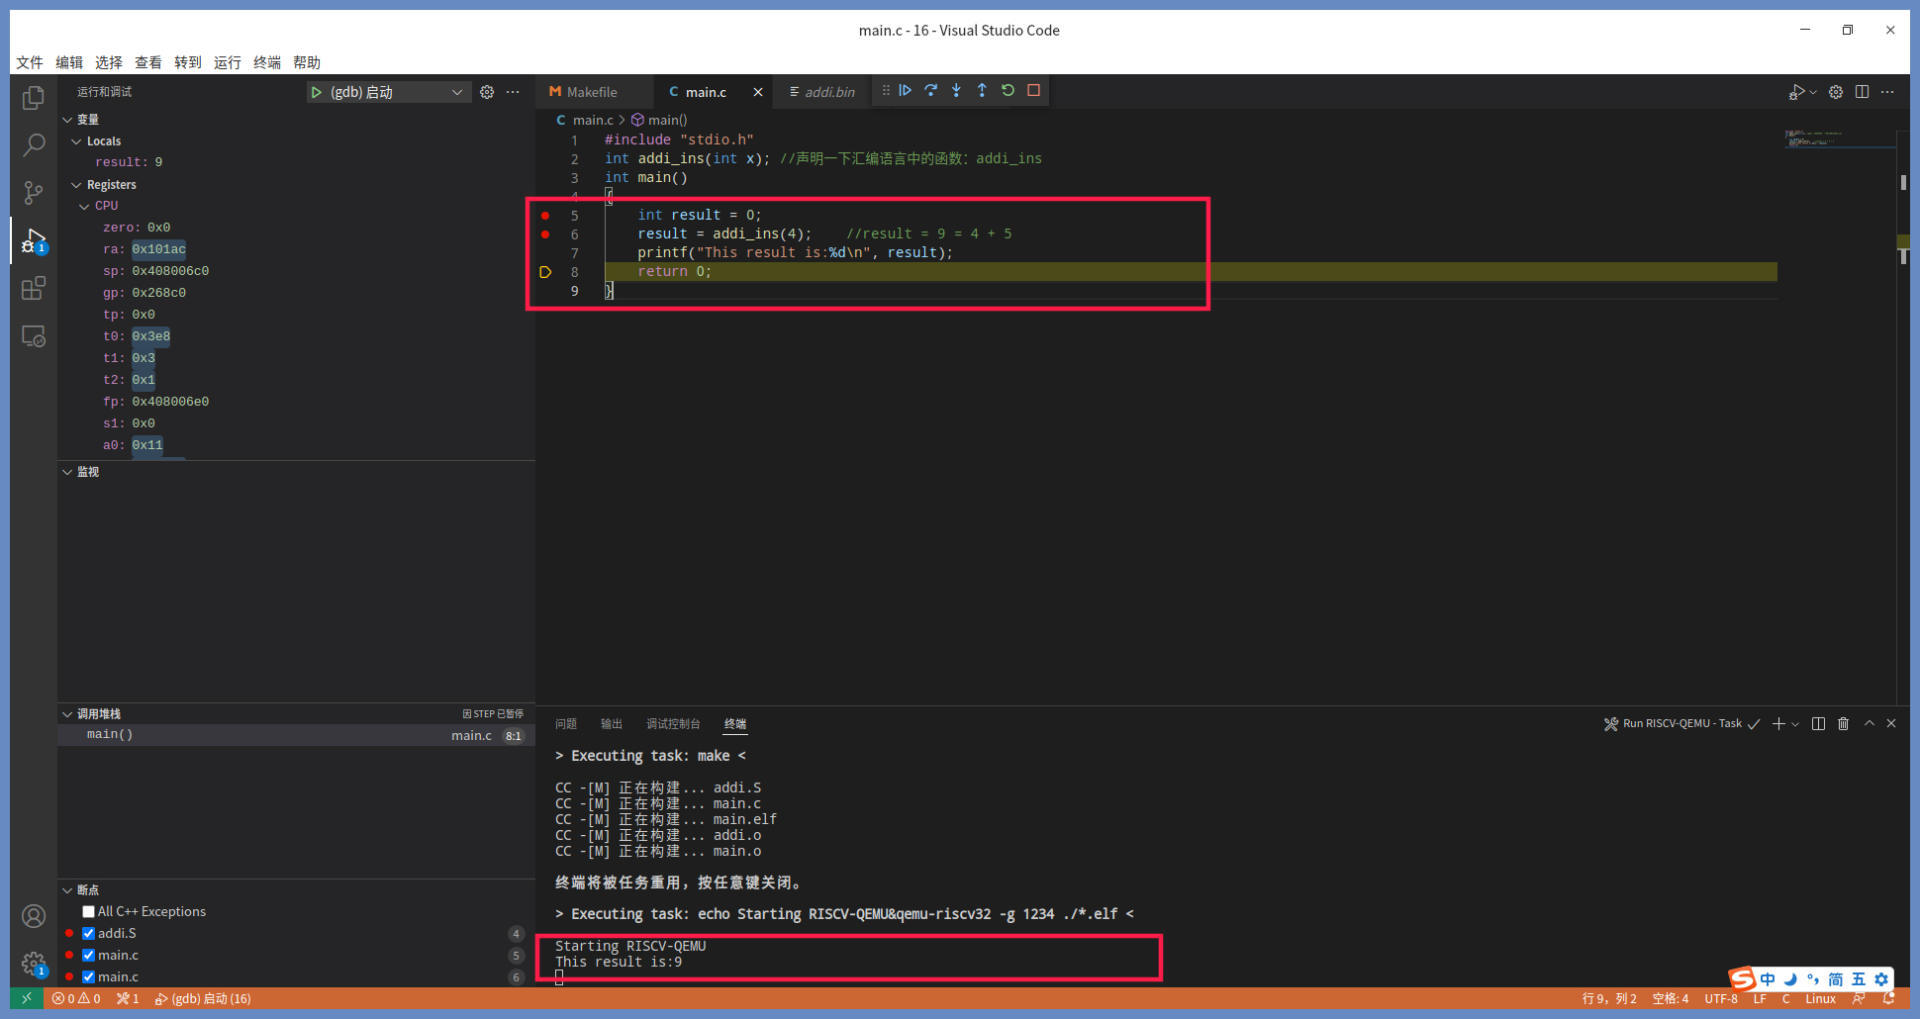 main.c - 16 - Visual Studio Code
文件 编辑 选择 查看 转到 运行 终端 帮助
运行和调试
(gdb) 启动
变量
Locals
result: 9
Registers
CPU
zero: 0x0
ra: 0x101ac
sp: 0x408006c0
gp: 0x268c0
tp: 0x0
t0: 0x3e8
t1: 0x3
t2: 0x1
fp: 0x408006e0
s1: 0x0
a0: 0x11
监视
调用堆栈
因 STEP 已暂停
main()
main.c 8:1
断点
All C++ Exceptions
addi.S 4
main.c 5
main.c 6
M Makefile
C main.c
addi.bin
C main.c > main()
1 #include "stdio.h"
2 int addi_ins(int x); //声明一下汇编语言中的函数: addi_ins
3 int main()
4 {
5 int result = 0;
6 result = addi_ins(4); //result = 9 = 4 + 5
7 printf("This result is:%d\n", result);
8 return 0;
9 }
问题 输出 调试控制台 终端
Run RISCV-QEMU - Task
> Executing task: make <
CC -[M] 正在构建... addi.S
CC -[M] 正在构建... main.c
CC -[M] 正在构建... main.elf
CC -[M] 正在构建... addi.o
CC -[M] 正在构建... main.o
终端将被任务重用，按任意键关闭。
> Executing task: echo Starting RISCV-QEMU&qemu-riscv32 -g 1234 ./*.elf <
Starting RISCV-QEMU
This result is:9
1
1
S 中 简 五
0 0 1 (gdb) 启动 (16)
行 9，列 2 空格: 4 UTF-8 LF C Linux